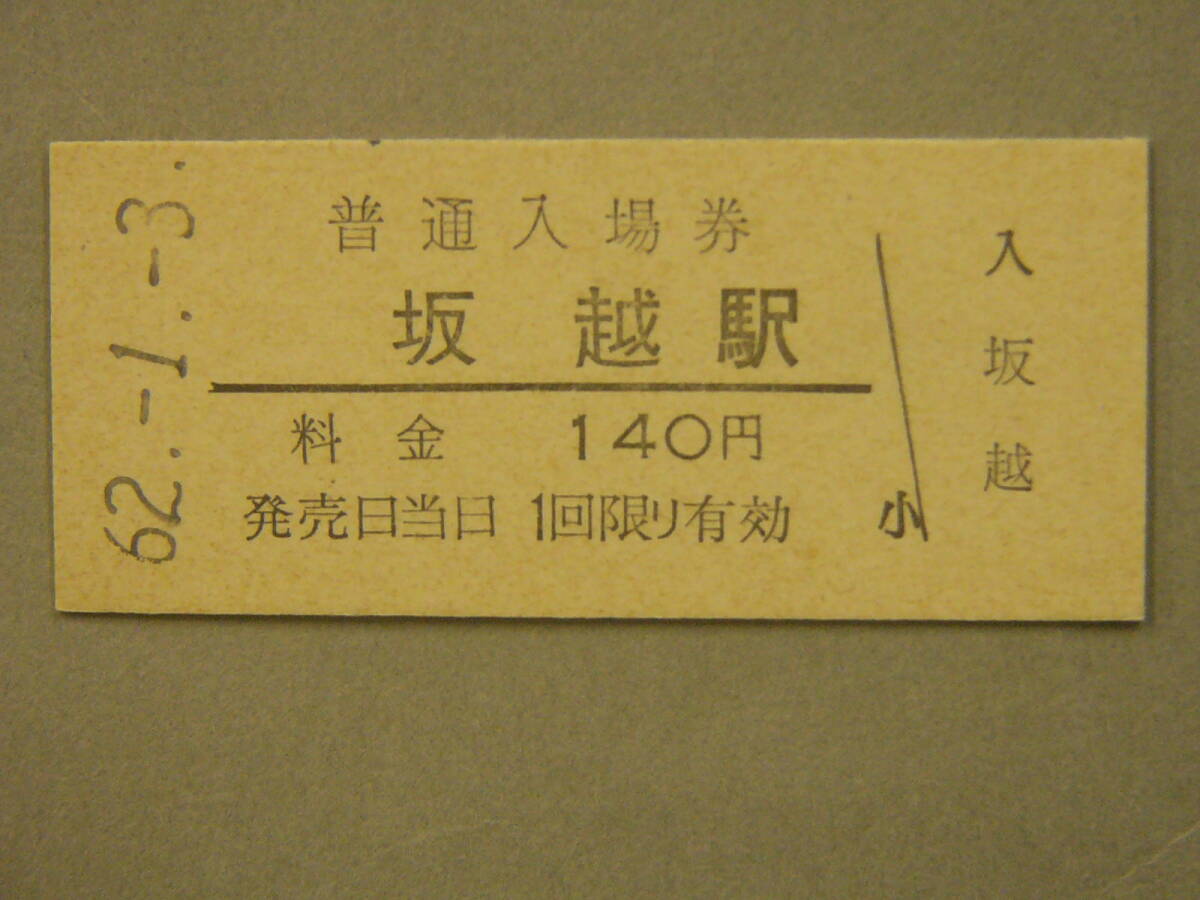 62.-1.-3.
普通入場券
坂越駅
料金 140円
発売日当日 1回限り有効
小
入坂越